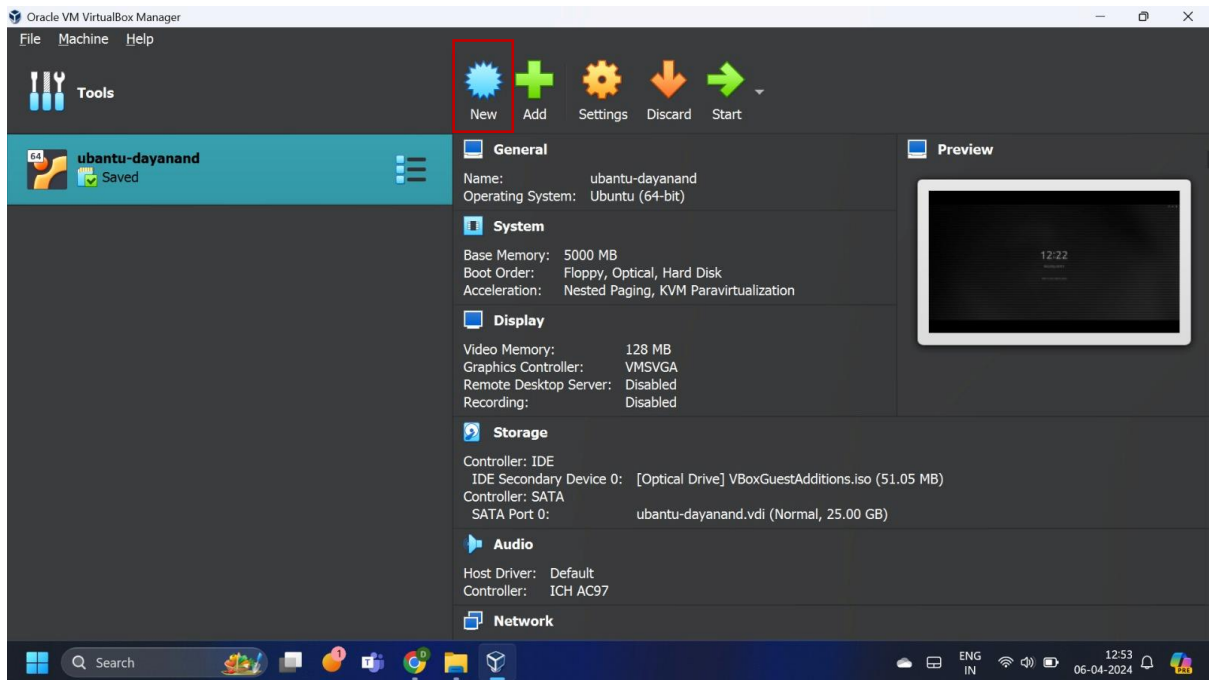 Oracle VM VirtualBox Manager
File Machine Help
Tools
New Add Settings Discard Start
64
ubantu-dayanand
Saved
General
Name: ubantu-dayanand
Operating System: Ubuntu (64-bit)
System
Base Memory: 5000 MB
Boot Order: Floppy, Optical, Hard Disk
Acceleration: Nested Paging, KVM Paravirtualization
Display
Video Memory: 128 MB
Graphics Controller: VMSVGA
Remote Desktop Server: Disabled
Recording: Disabled
Storage
Controller: IDE
IDE Secondary Device 0: [Optical Drive] VBoxGuestAdditions.iso (51.05 MB)
Controller: SATA
SATA Port 0: ubantu-dayanand.vdi (Normal, 25.00 GB)
Audio
Host Driver: Default
Controller: ICH AC97
Network
Preview
12:22
Search
1
D
ENG
IN
12:53
06-04-2024
PRE